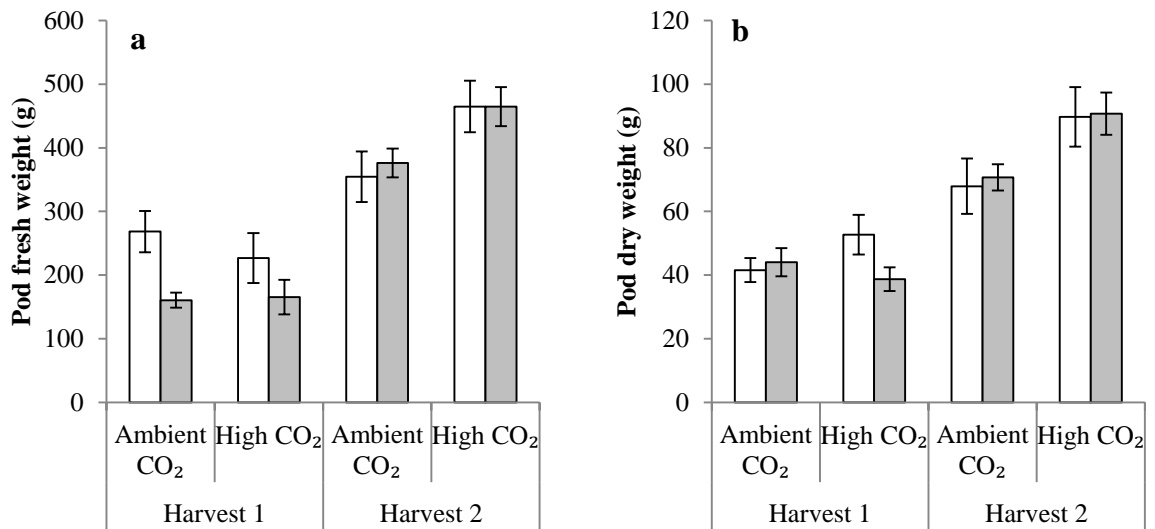 a
Pod fresh weight (g)
600
500
400
300
200
100
0
Ambient CO₂
High CO₂
Ambient CO₂
High CO₂
Harvest 1
Harvest 2
b
Pod dry weight (g)
120
100
80
60
40
20
0
Ambient CO₂
High CO₂
Ambient CO₂
High CO₂
Harvest 1
Harvest 2